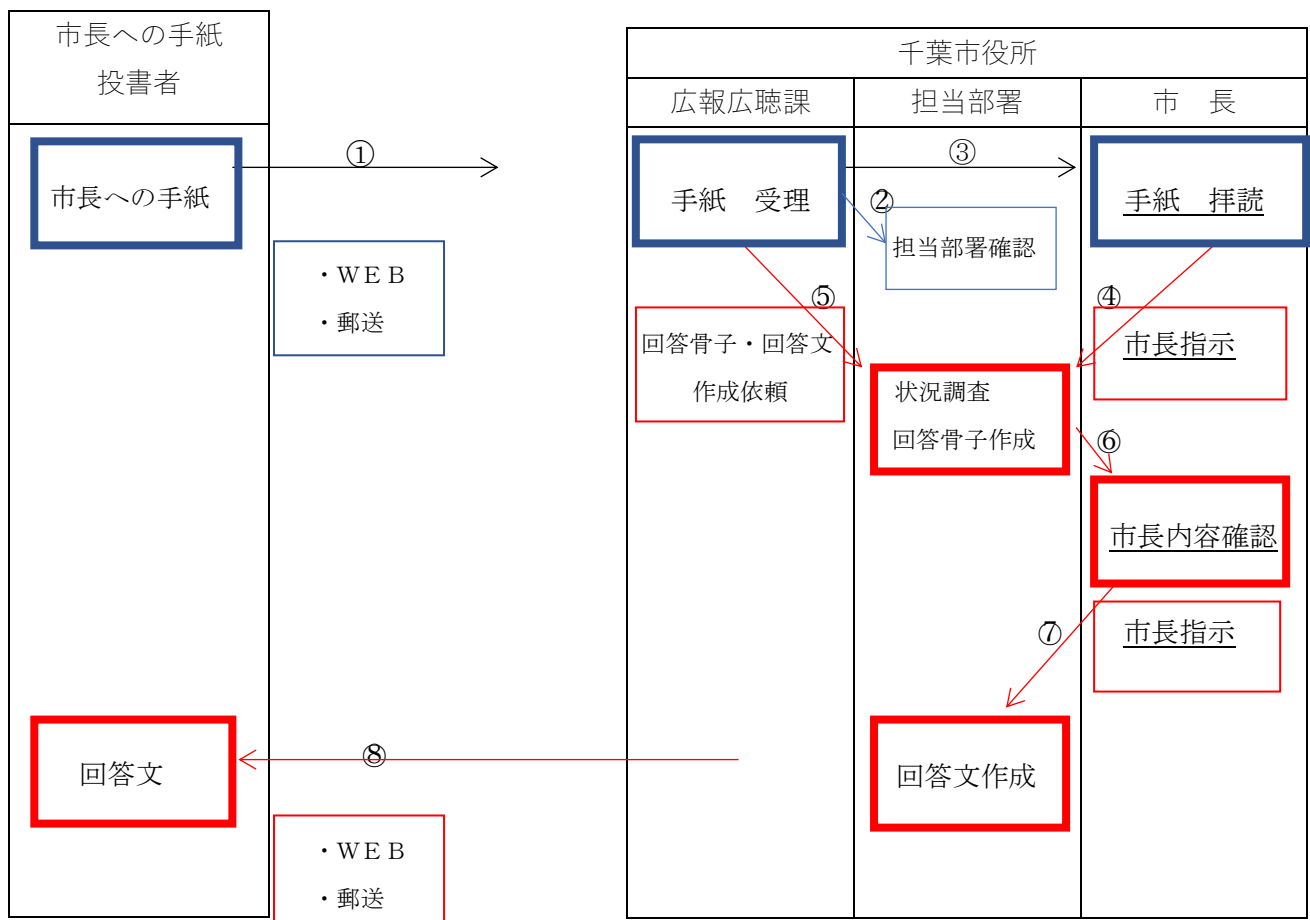 市長への手紙
投書者
千葉市役所
広報広聴課
担当部署
市　長
①
③
市長への手紙
手紙　受理
②
手紙　拝読
担当部署確認
・ＷＥＢ
・郵送
⑤
④
回答骨子・回答文
作成依頼
市長指示
状況調査
回答骨子作成
⑥
市長内容確認
⑦
市長指示
⑧
回答文
回答文作成
・ＷＥＢ
・郵送